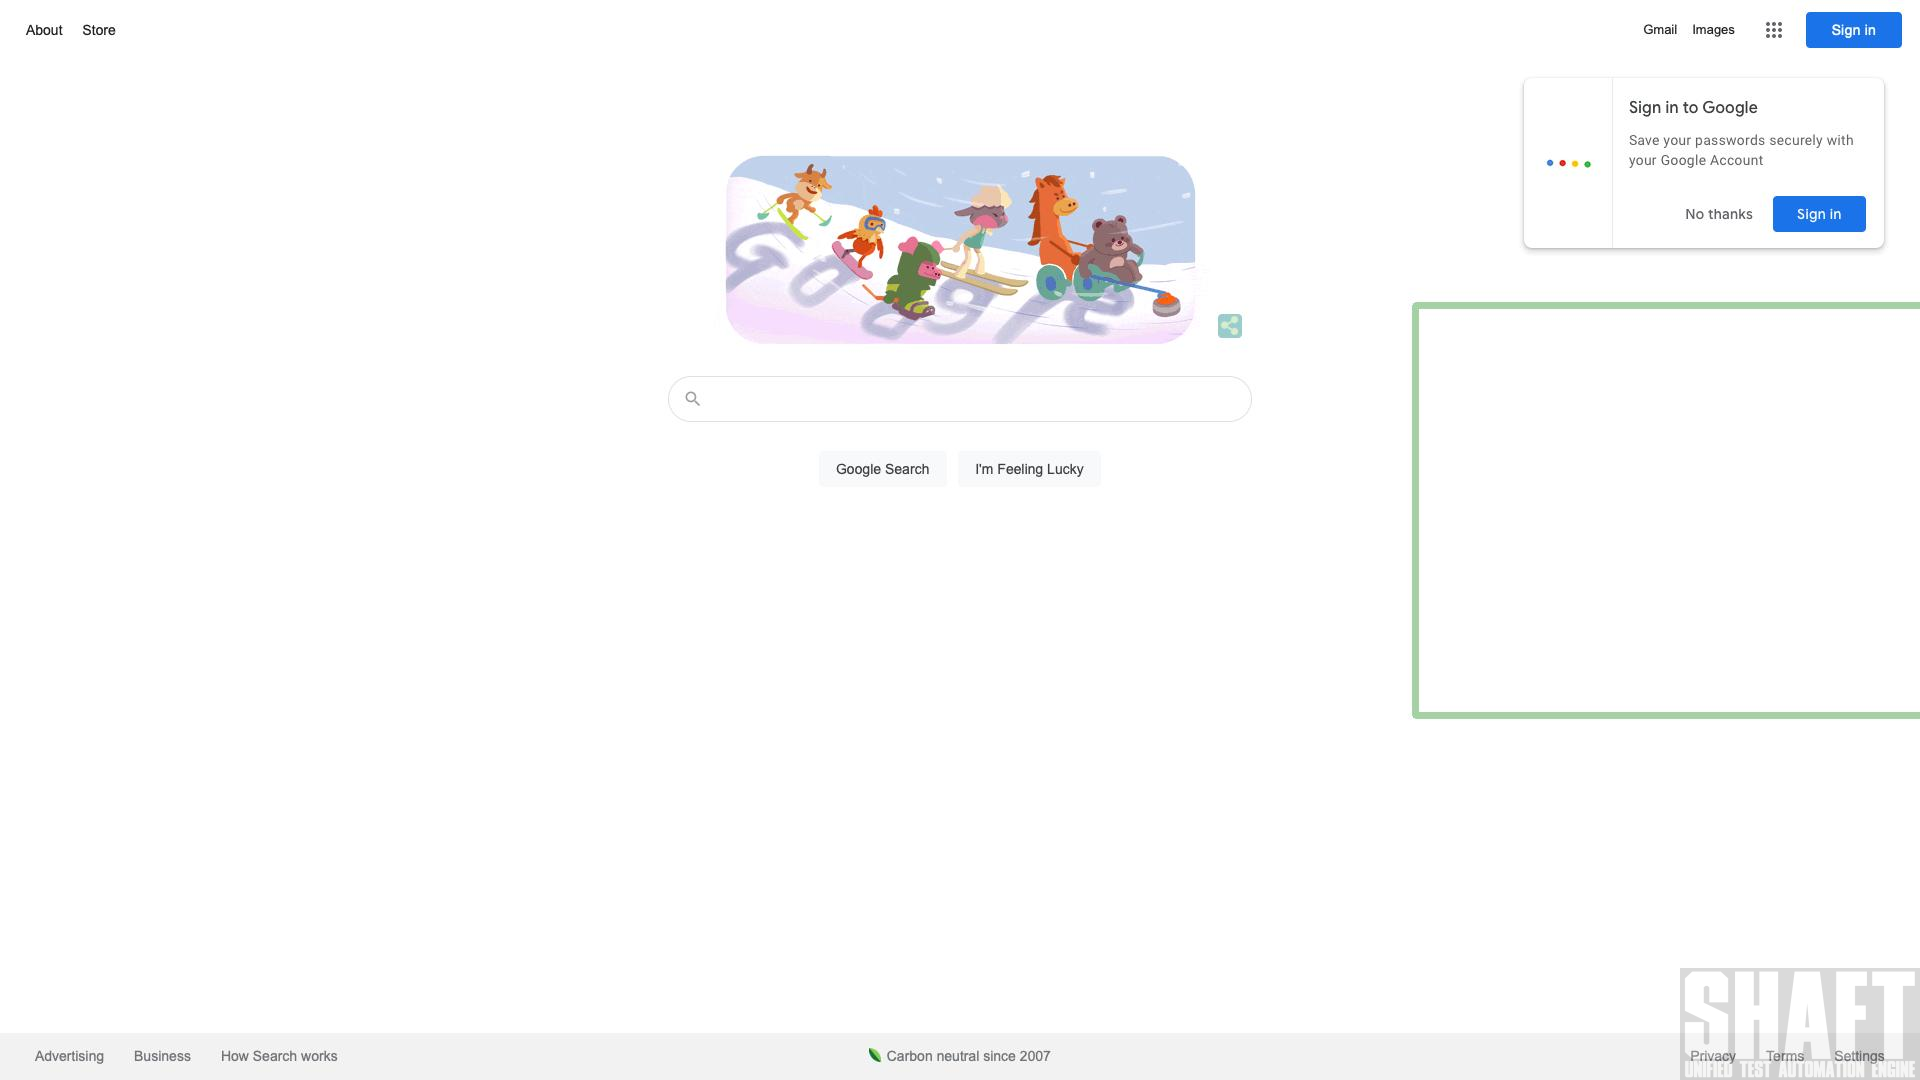 About Store
Gmail Images Sign in
Sign in to Google
Save your passwords securely with
your Google Account
No thanks Sign in
Google
Google Search I'm Feeling Lucky
SHAFT
Advertising Business How Search works Carbon neutral since 2007 Privacy Terms Settings
UNIFIED TEST AUTOMATION ENGINE